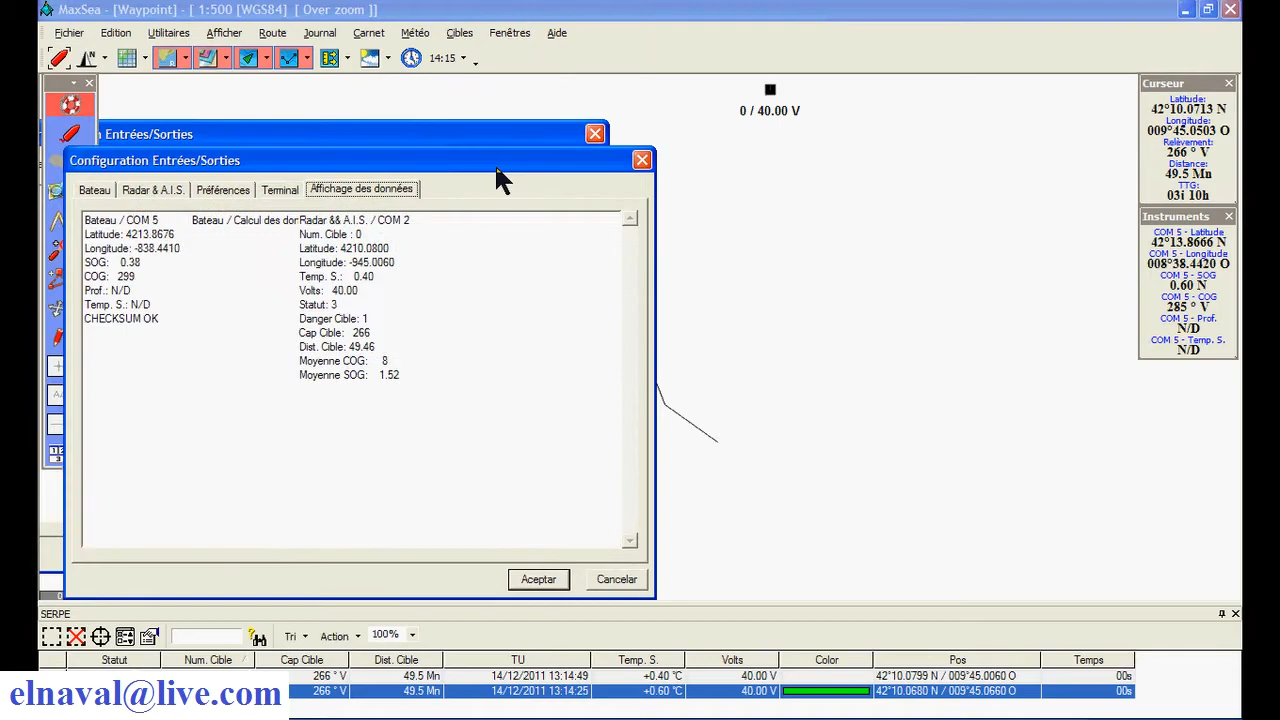 MaxSea - [Waypoint] - [ 1:500 [WGS84] [ Over zoom ]]
Fichier Edition Utilitaires Afficher Route Journal Carnet Météo Cibles Fenêtres Aide
14:15
0 / 40.00 V
Curseur
Latitude:
42°10.0713 N
Longitude:
009°45.0503 O
Relèvement:
266 ° V
Distance:
49.5 Mn
TTG:
03i 10h
Instruments
COM 5 - Latitude
42°13.8666 N
COM 5 - Longitude
008°38.4420 O
COM 5 - SOG
0.60 N
COM 5 - COG
285 ° V
COM 5 - Prof.
N/D
COM 5 - Temp. S.
N/D
n Entrées/Sorties
Configuration Entrées/Sorties
Bateau Radar & A.I.S. Préférences Terminal Affichage des données
Bateau / COM 5 Bateau / Calcul des don Radar && A.I.S. / COM 2
Latitude: 4213.8676 Num. Cible : 0
Longitude: -838.4410 Latitude: 4210.0800
SOG: 0.38 Longitude: -945.0060
COG: 299 Temp. S.: 0.40
Prof.: N/D Volts: 40.00
Temp. S.: N/D Statut: 3
CHECKSUM OK Danger Cible: 1
Cap Cible: 266
Dist. Cible: 49.46
Moyenne COG: 8
Moyenne SOG: 1.52
Aceptar Cancelar
SERPE
Tri Action 100%
Statut Num. Cible Cap Cible Dist. Cible TU Temp. S. Volts Color Pos Temps
266 ° V 49.5 Mn 14/12/2011 13:14:49 +0.40 °C 40.00 V 42°10.0799 N / 009°45.0660 O 00s
266 ° V 49.5 Mn 14/12/2011 13:14:25 +0.60 °C 40.00 V 42°10.0680 N / 009°45.0660 O 00s
elnaval@live.com